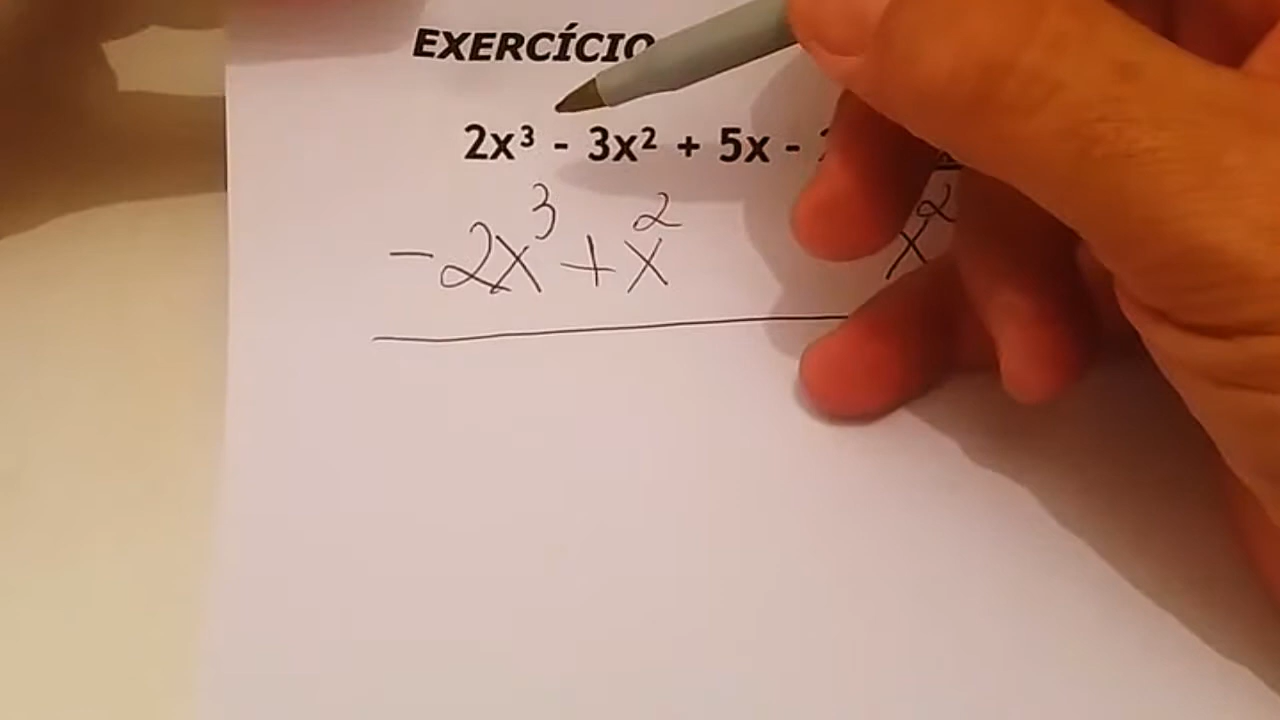 EXERCÍCIO
2x³ - 3x² + 5x -
-2x³ + x² x²